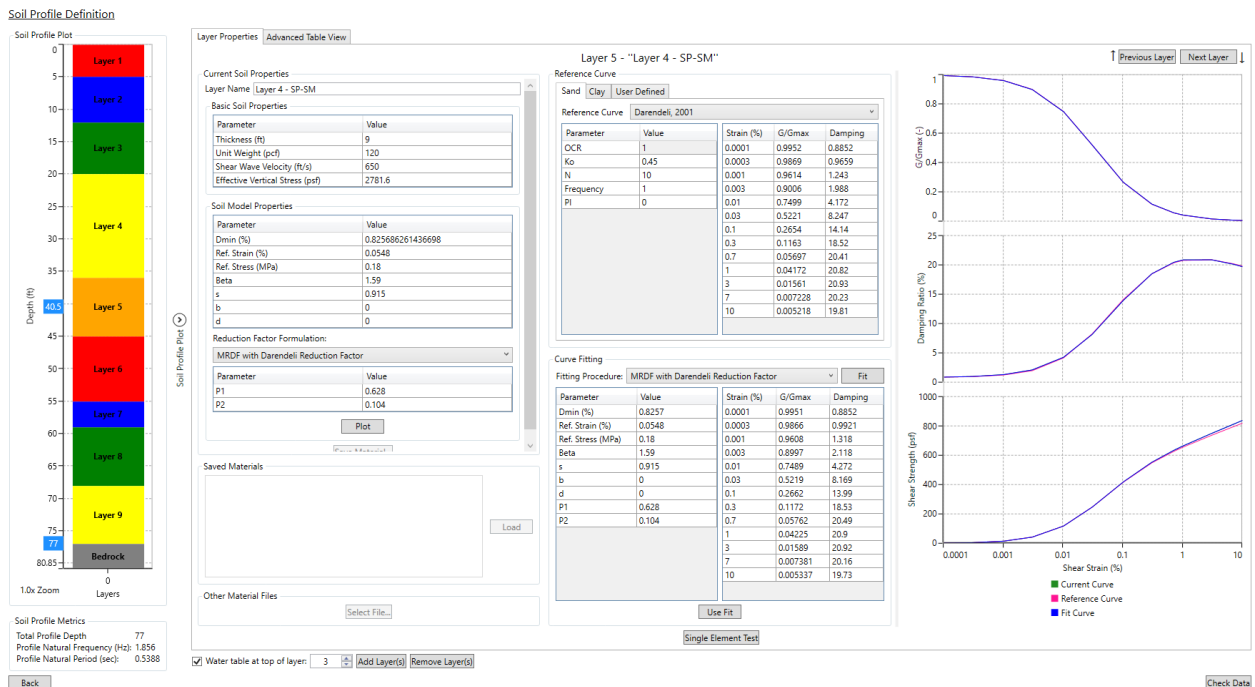 Soil Profile Definition
Soil Profile Plot
0
5
10
15
20
25
30
35
40.5
45
50
55
60
65
70
75
77
80.85
Depth (ft)
Layer 1
Layer 2
Layer 3
Layer 4
Layer 5
Layer 6
Layer 7
Layer 8
Layer 9
Bedrock
0
1.0x Zoom Layers
Soil Profile Metrics
Total Profile Depth 77
Profile Natural Frequency (Hz): 1.856
Profile Natural Period (sec): 0.5388
Back
Soil Profile Plot
Layer Properties Advanced Table View
Layer 5 - "Layer 4 - SP-SM"
Previous Layer Next Layer
Current Soil Properties
Layer Name Layer 4 - SP-SM
Basic Soil Properties
Parameter Value
Thickness (ft) 9
Unit Weight (pcf) 120
Shear Wave Velocity (ft/s) 650
Effective Vertical Stress (psf) 2781.6
Soil Model Properties
Parameter Value
Dmin (%) 0.825686261436698
Ref. Strain (%) 0.0548
Ref. Stress (MPa) 0.18
Beta 1.59
s 0.915
b 0
d 0
Reduction Factor Formulation:
MRDF with Darendeli Reduction Factor
Parameter Value
P1 0.628
P2 0.104
Plot
Save Material
Saved Materials
Load
Other Material Files
Select File...
Reference Curve
Sand Clay User Defined
Reference Curve Darendeli, 2001
Parameter Value
OCR 1
Ko 0.45
N 10
Frequency 1
PI 0
Strain (%) G/Gmax Damping
0.0001 0.9952 0.8852
0.0003 0.9869 0.9659
0.001 0.9614 1.243
0.003 0.9006 1.988
0.01 0.7499 4.172
0.03 0.5221 8.247
0.1 0.2654 14.14
0.3 0.1163 18.52
0.7 0.05697 20.41
1 0.04172 20.82
3 0.01561 20.93
7 0.007228 20.23
10 0.005218 19.81
Curve Fitting
Fitting Procedure: MRDF with Darendeli Reduction Factor Fit
Parameter Value
Dmin (%) 0.8257
Ref. Strain (%) 0.0548
Ref. Stress (MPa) 0.18
Beta 1.59
s 0.915
b 0
d 0
P1 0.628
P2 0.104
Strain (%) G/Gmax Damping
0.0001 0.9951 0.8852
0.0003 0.9866 0.9921
0.001 0.9608 1.318
0.003 0.8997 2.118
0.01 0.7489 4.272
0.03 0.5219 8.169
0.1 0.2662 13.99
0.3 0.1172 18.53
0.7 0.05762 20.49
1 0.04225 20.9
3 0.01589 20.92
7 0.007381 20.16
10 0.005337 19.73
Use Fit
Single Element Test
G/Gmax (-)
1
0.8
0.6
0.4
0.2
0
Damping Ratio (%)
25
20
15
10
5
0
Shear Strength (psf)
1000
800
600
400
200
0
0.0001 0.001 0.01 0.1 1 10
Shear Strain (%)
Current Curve
Reference Curve
Fit Curve
Water table at top of layer: 3 Add Layer(s) Remove Layer(s)
Check Data